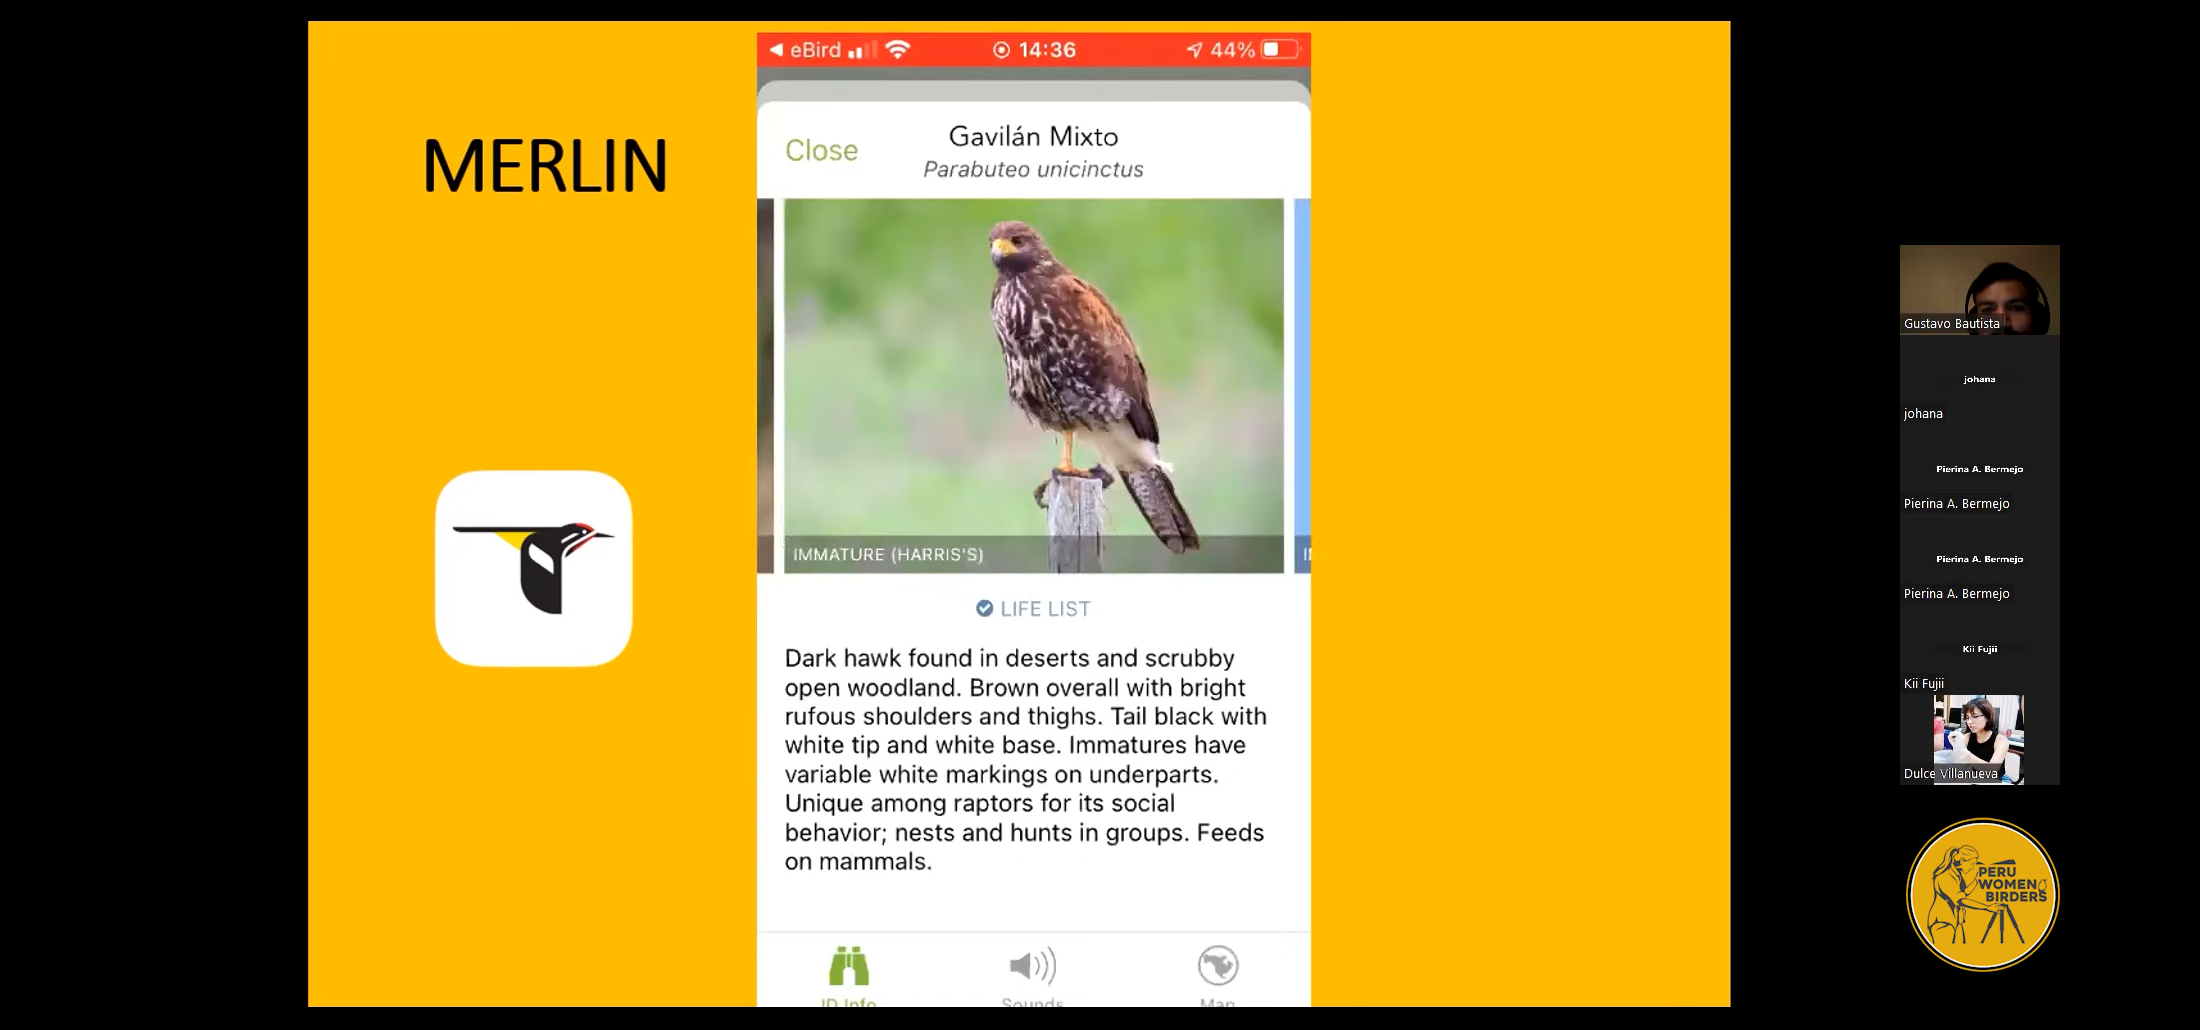 MERLIN
eBird
14:36
44%
Close
Gavilán Mixto
Parabuteo unicinctus
IMMATURE (HARRIS'S)
LIFE LIST
Dark hawk found in deserts and scrubby
open woodland. Brown overall with bright
rufous shoulders and thighs. Tail black with
white tip and white base. Immatures have
variable white markings on underparts.
Unique among raptors for its social
behavior; nests and hunts in groups. Feeds
on mammals.
ID Info
Sounds
Map
Gustavo Bautista
johana
johana
Pierina A. Bermejo
Pierina A. Bermejo
Pierina A. Bermejo
Pierina A. Bermejo
Kii Fujii
Kii Fujii
Dulce Villanueva
PERU
WOMEN
BIRDERS